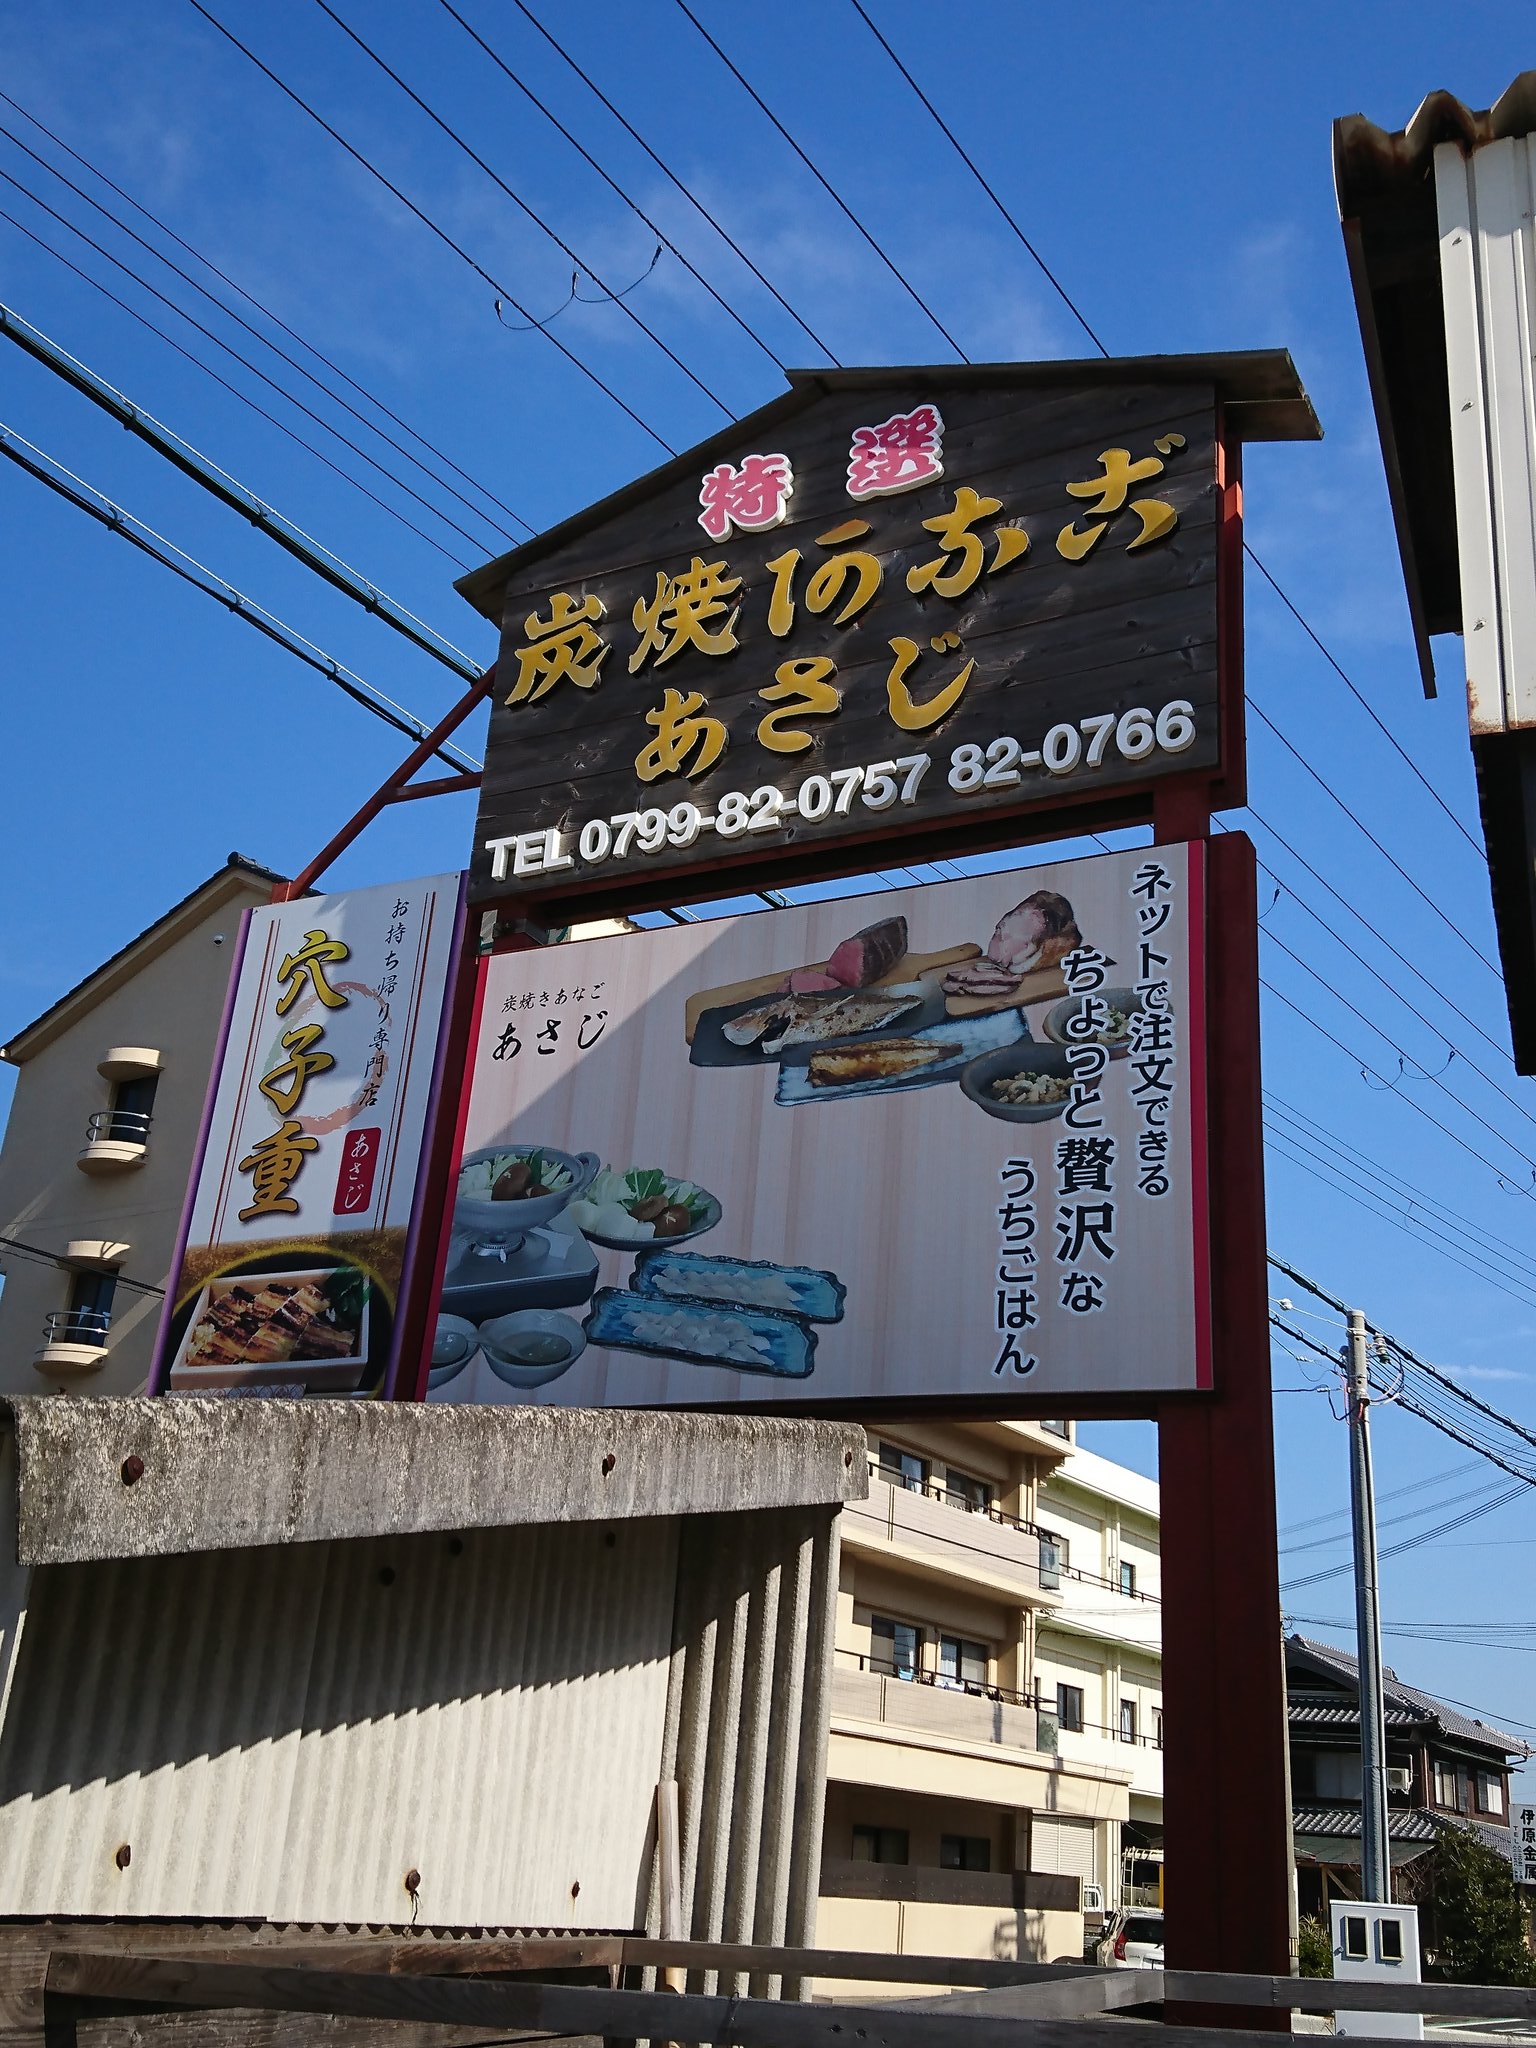 特選
炭焼あなご
あさじ
TEL 0799-82-0757 82-0766
お持ち帰り専門店
穴子重
あさじ
炭焼きあなご
あさじ
ネットで注文できる
ちょっと贅沢な
うちごはん
伊原金